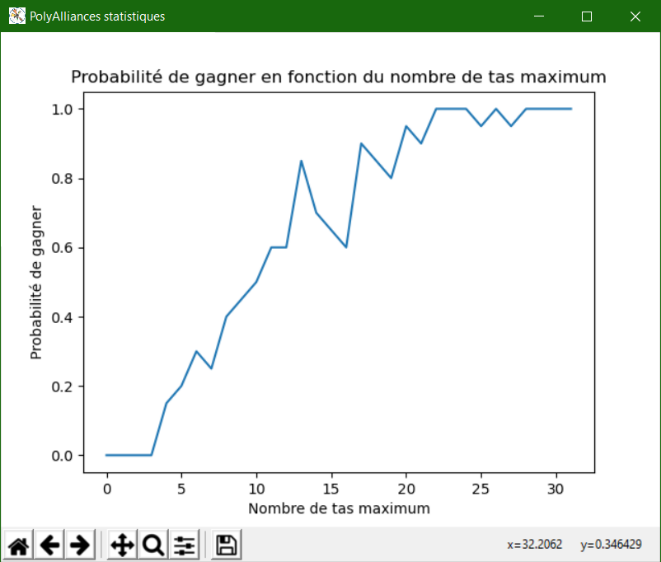 PolyAlliances statistiques
Probabilité de gagner en fonction du nombre de tas maximum
1.0
0.8
0.6
0.4
0.2
0.0
Probabilité de gagner
0 5 10 15 20 25 30
Nombre de tas maximum
x=32.2062 y=0.346429